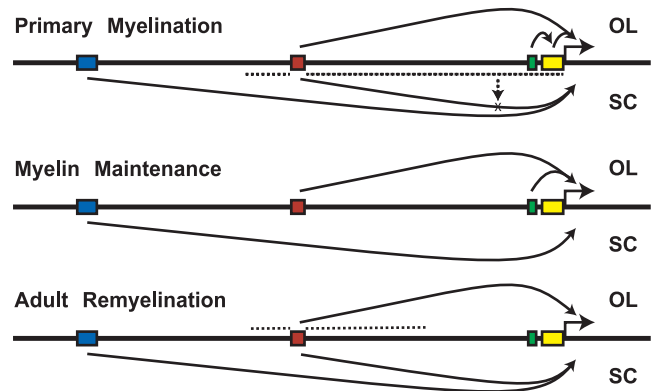 Primary Myelination
OL
x
SC
Myelin Maintenance
OL
SC
Adult Remyelination
OL
SC